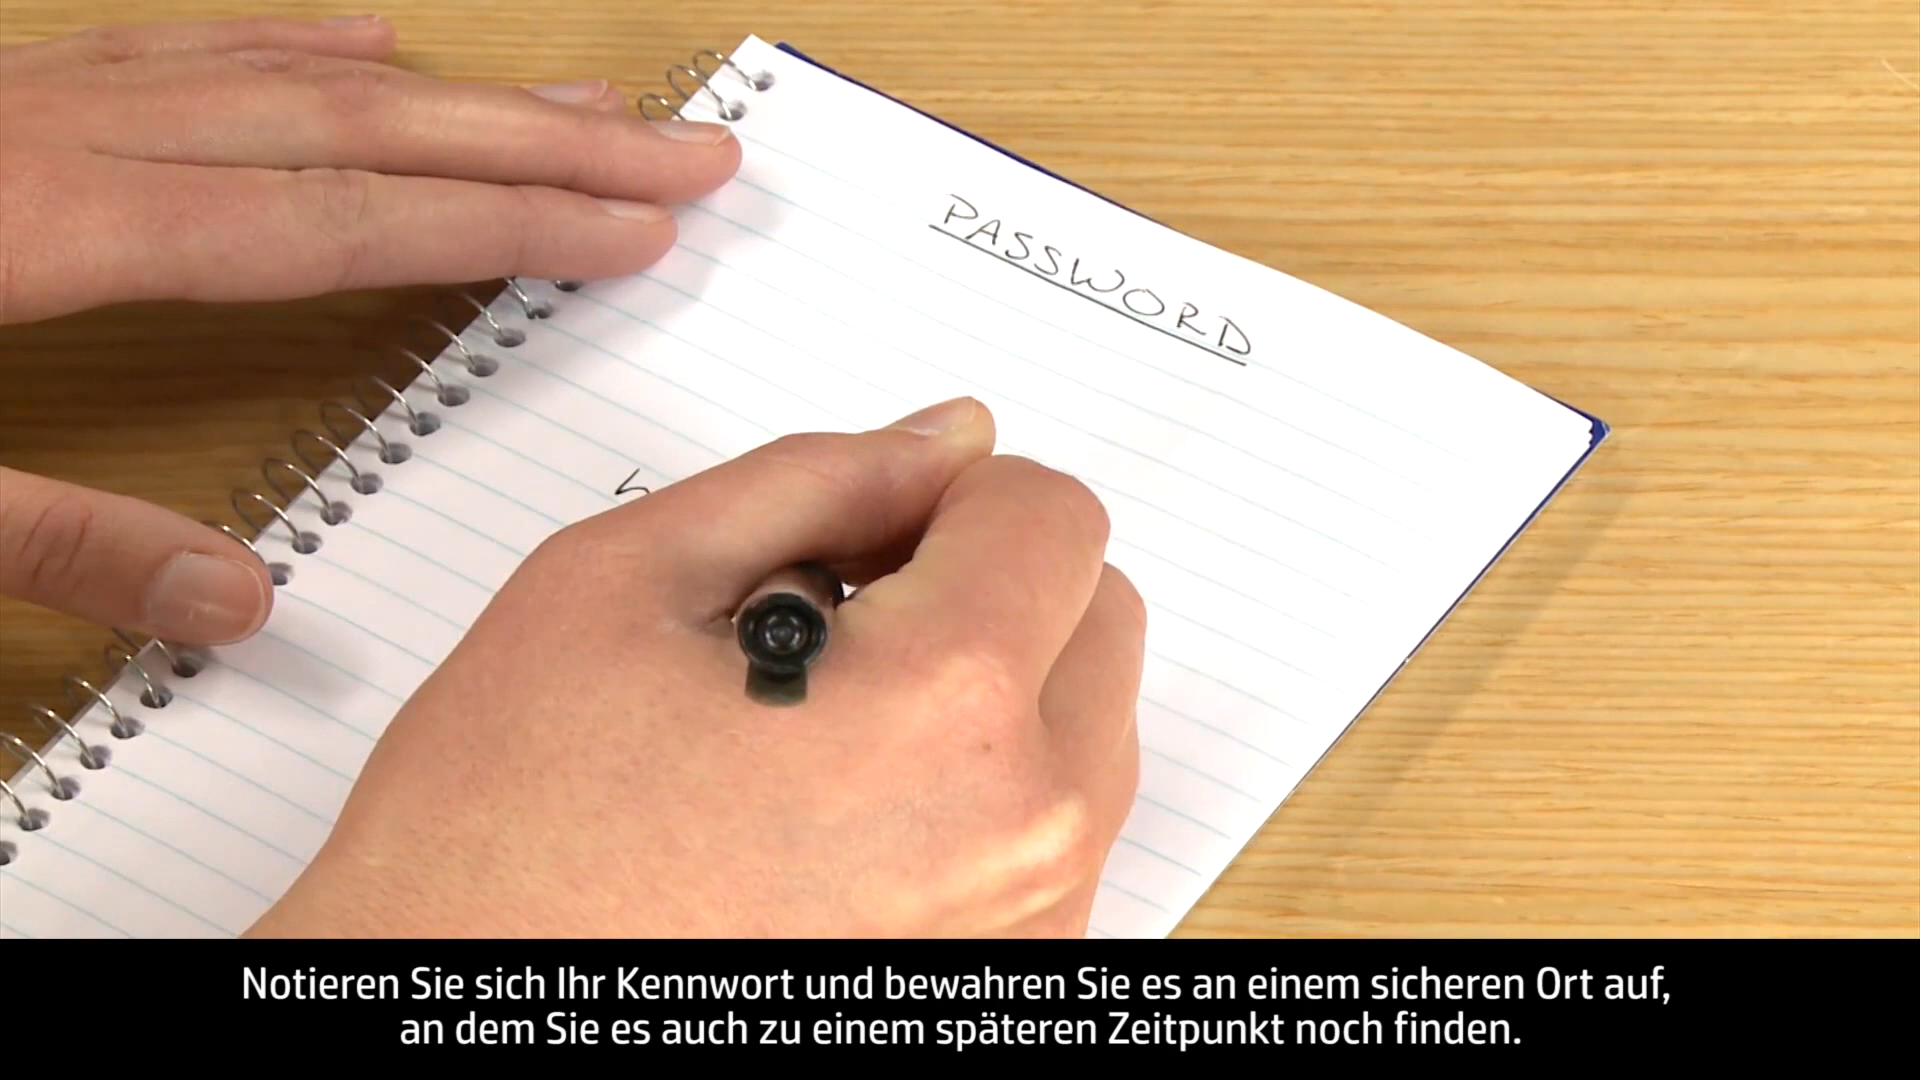 PASSWORD
Notieren Sie sich Ihr Kennwort und bewahren Sie es an einem sicheren Ort auf,
an dem Sie es auch zu einem späteren Zeitpunkt noch finden.